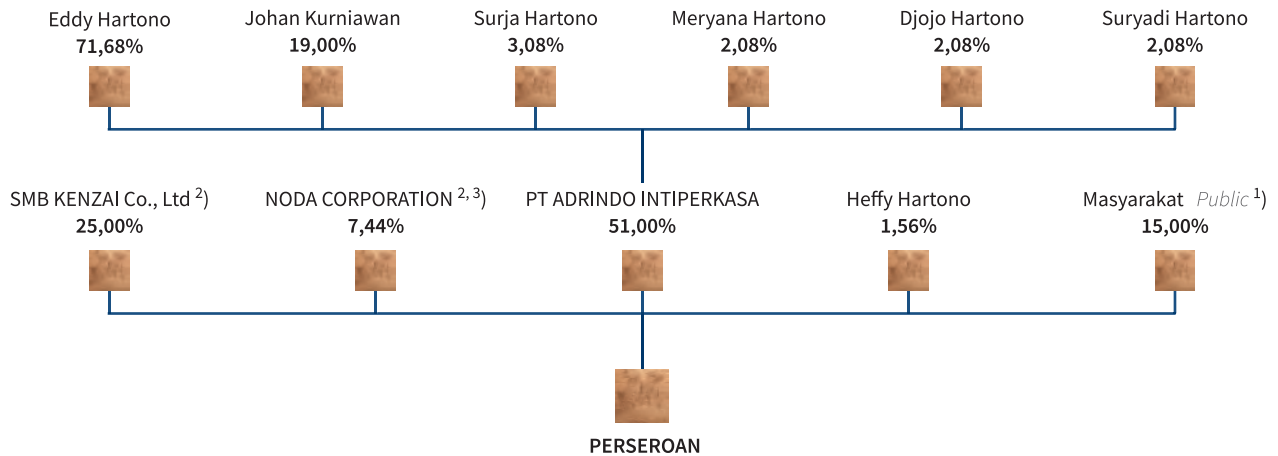 Eddy Hartono
71,68%
Johan Kurniawan
19,00%
Surja Hartono
3,08%
Meryana Hartono
2,08%
Djojo Hartono
2,08%
Suryadi Hartono
2,08%
SMB KENZAI Co., Ltd 2)
25,00%
NODA CORPORATION 2, 3)
7,44%
PT ADRINDO INTIPERKASA
51,00%
Heffy Hartono
1,56%
Masyarakat Public 1)
15,00%
PERSEROAN